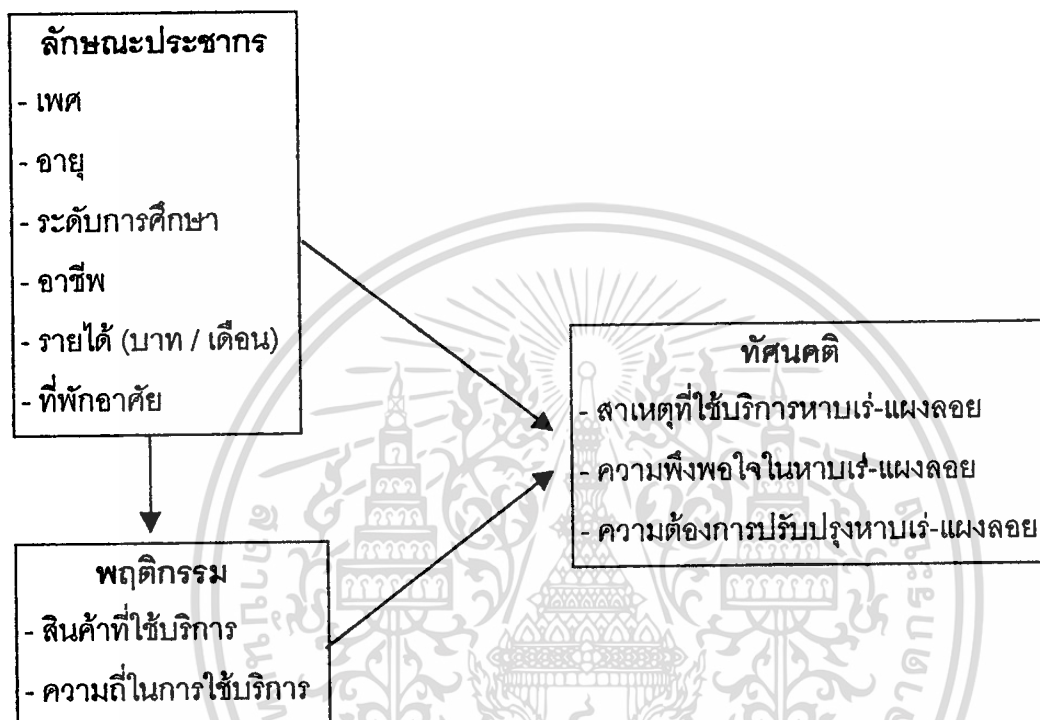 ลักษณะประชากร
- เพศ
- อายุ
- ระดับการศึกษา
- อาชีพ
- รายได้ (บาท / เดือน)
- ที่พักอาศัย
ทัศนคติ
- สาเหตุที่ใช้บริการหาบเร่-แผงลอย
- ความพึงพอใจในหาบเร่-แผงลอย
- ความต้องการปรับปรุงหาบเร่-แผงลอย
พฤติกรรม
- สินค้าที่ใช้บริการ
- ความถี่ในการใช้บริการ